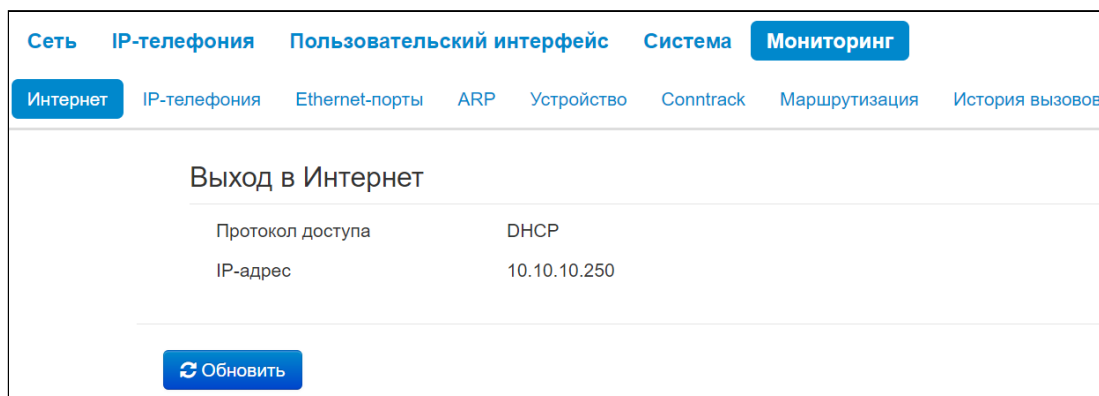 Сеть IP-телефония Пользовательский интерфейс Система Мониторинг
Интернет IP-телефония Ethernet-порты ARP Устройство Conntrack Маршрутизация История вызовов
Выход в Интернет
Протокол доступа DHCP
IP-адрес 10.10.10.250
Обновить